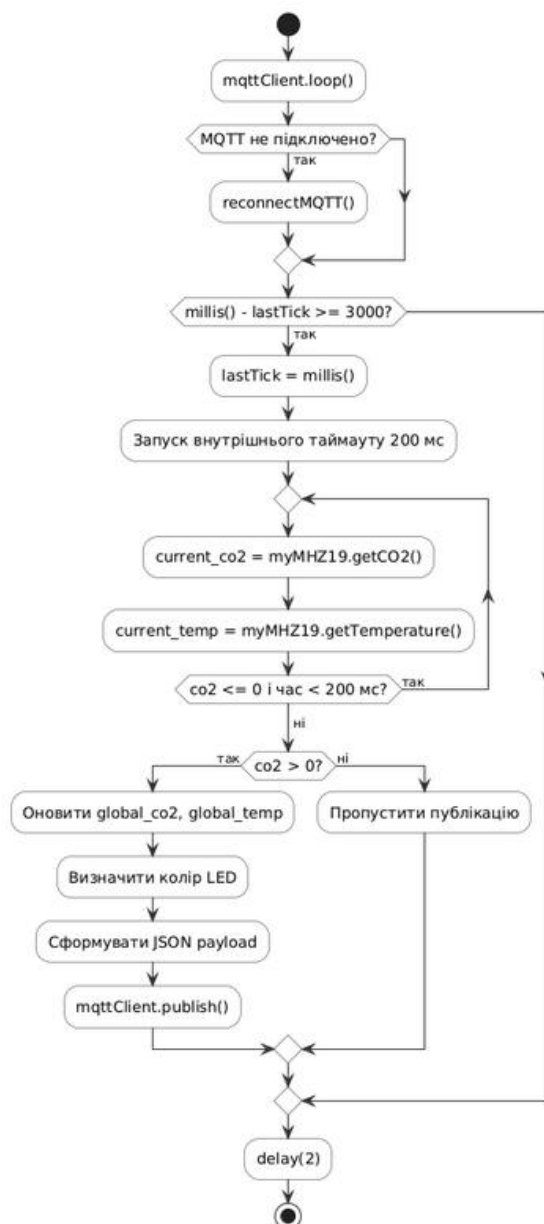 mqttClient.loop()
MQTT не підключено?
так
reconnectMQTT()
millis() - lastTick >= 3000?
так
lastTick = millis()
Запуск внутрішнього таймауту 200 мс
current_co2 = myMHZ19.getCO2()
current_temp = myMHZ19.getTemperature()
co2 <= 0 і час < 200 мс?
так
ні
так
co2 > 0?
ні
Оновити global_co2, global_temp
Пропустити публікацію
Визначити колір LED
Сформувати JSON payload
mqttClient.publish()
delay(2)